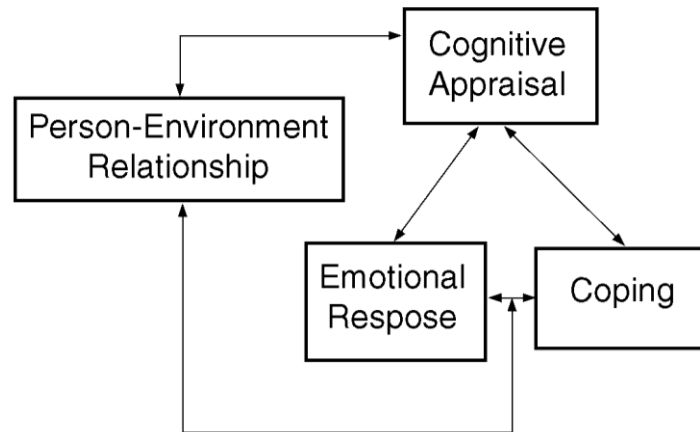 Cognitive
Appraisal
Person-Environment
Relationship
Emotional
Respose
Coping